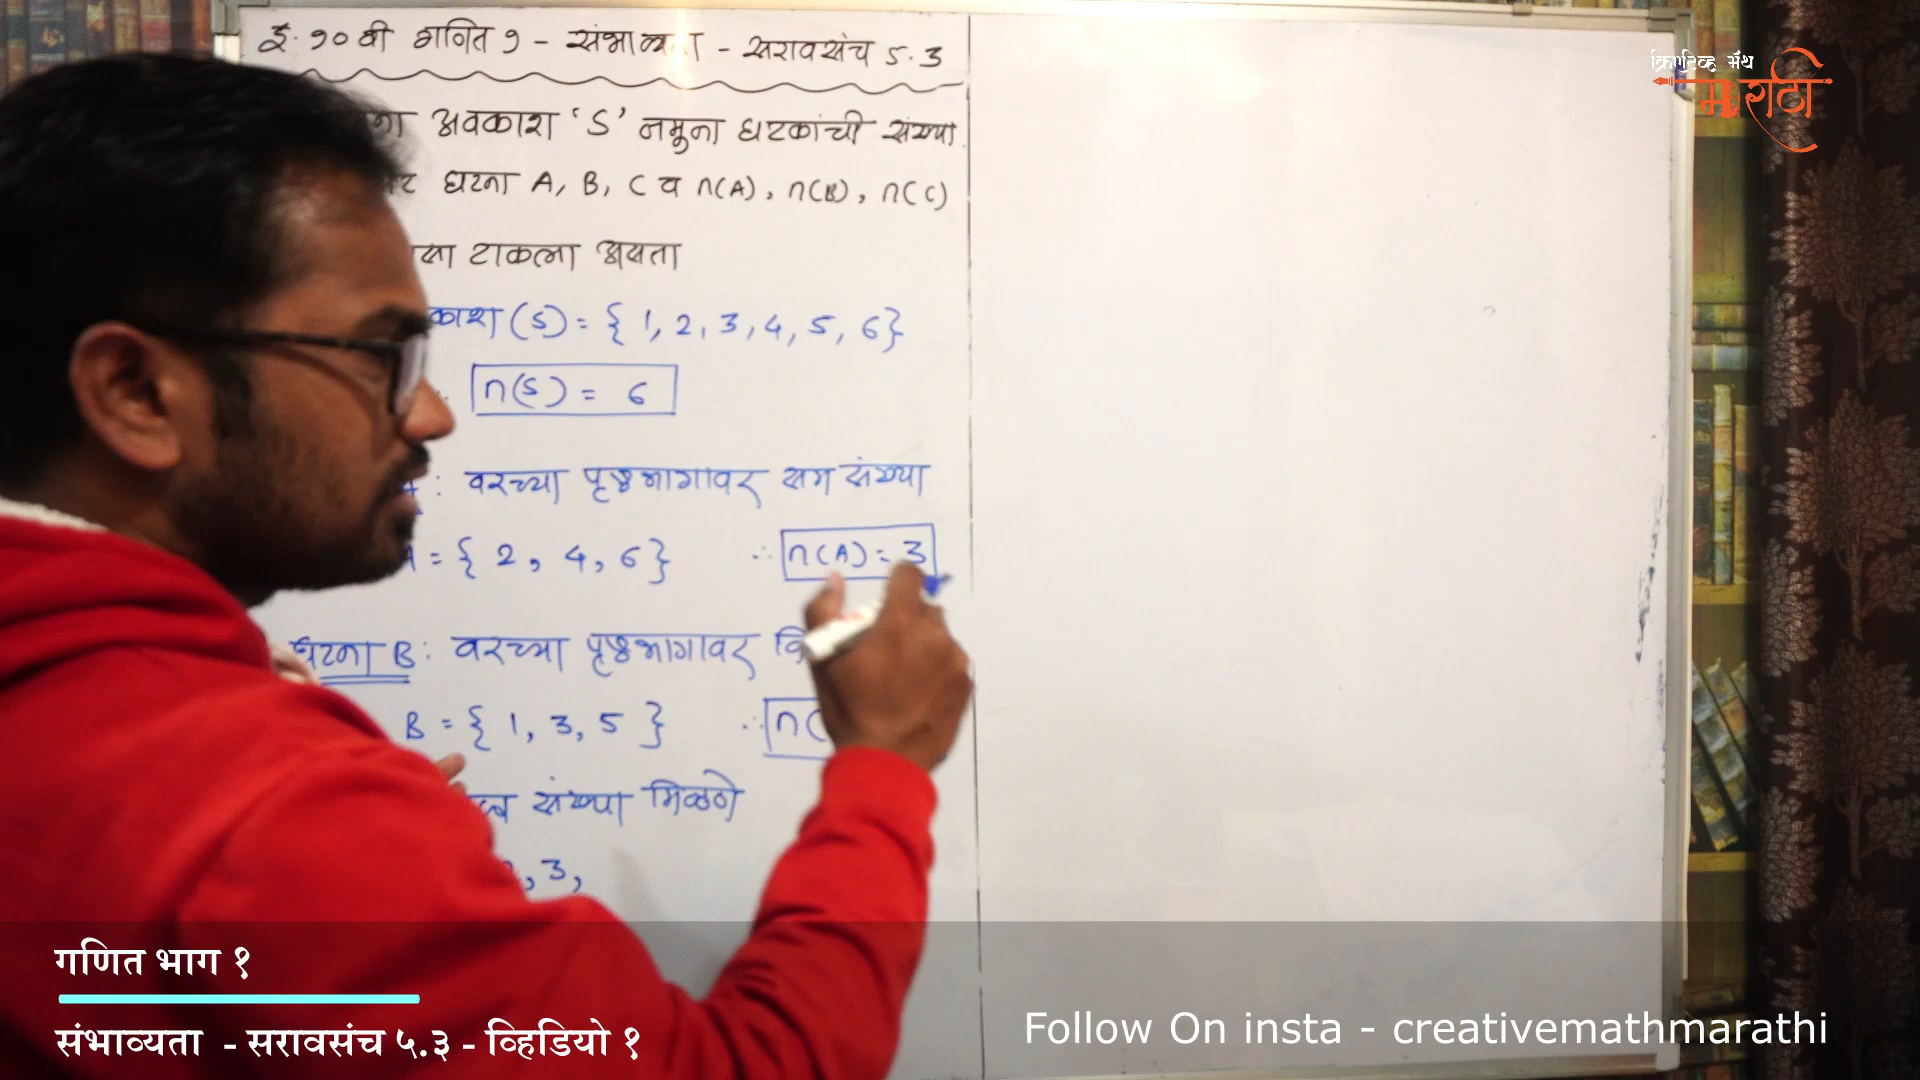 इ. १० वी गणित १ - संभाव्यता - सरावसंच ५.३
अवकाश 'S' नमुना घटकांची संख्या
घटना A, B, C व n(A), n(B), n(C)
टाकला असता
(S) = { 1, 2, 3, 4, 5, 6}
n(S) = 6
: वरच्या पृष्ठभागावर सम संख्या
= { 2, 4, 6} ∴ n(A) = 3
घटना B : वरच्या पृष्ठभागावर वि
B = { 1, 3, 5 } ∴ n(
संख्या मिळणे
, 3,
क्रिएटिव्ह मॅथ
मराठी
गणित भाग १
संभाव्यता - सरावसंच ५.३ - व्हिडियो १
Follow On insta - creativemathmarathi